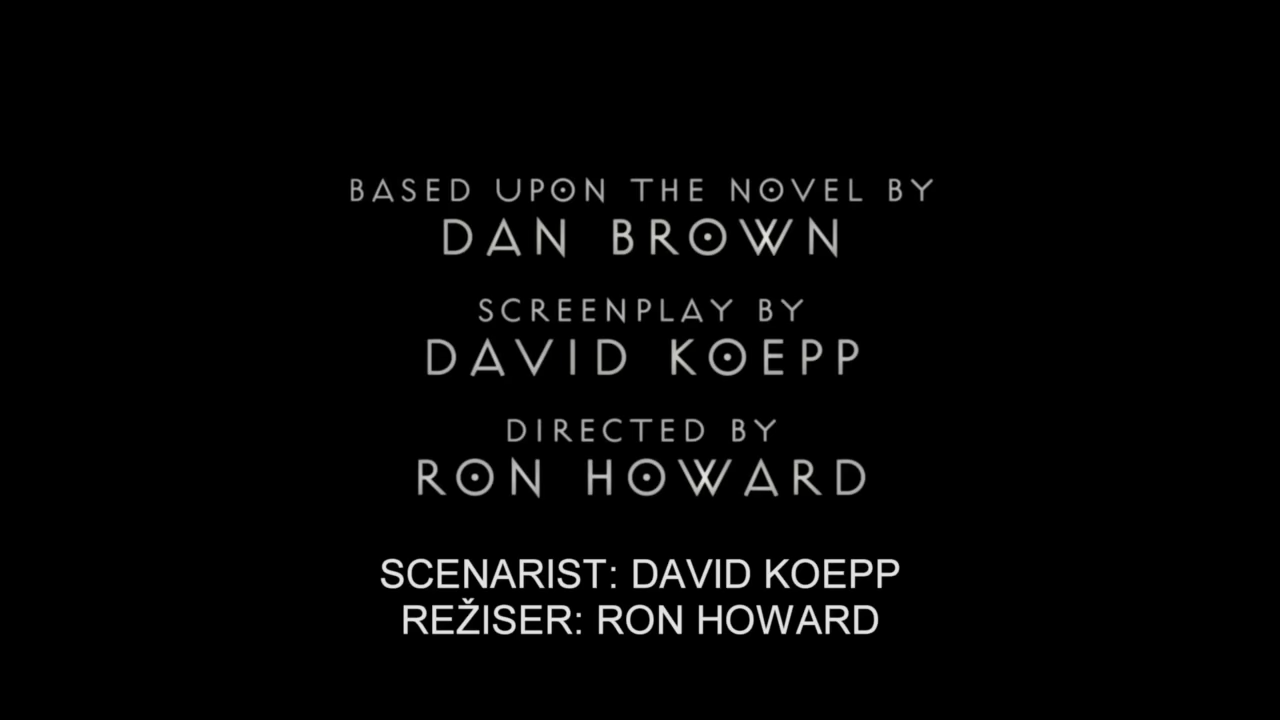 BASED UPON THE NOVEL BY
DAN BROWN
SCREENPLAY BY
DAVID KOEPP
DIRECTED BY
RON HOWARD
SCENARIST: DAVID KOEPP
REŽISER: RON HOWARD